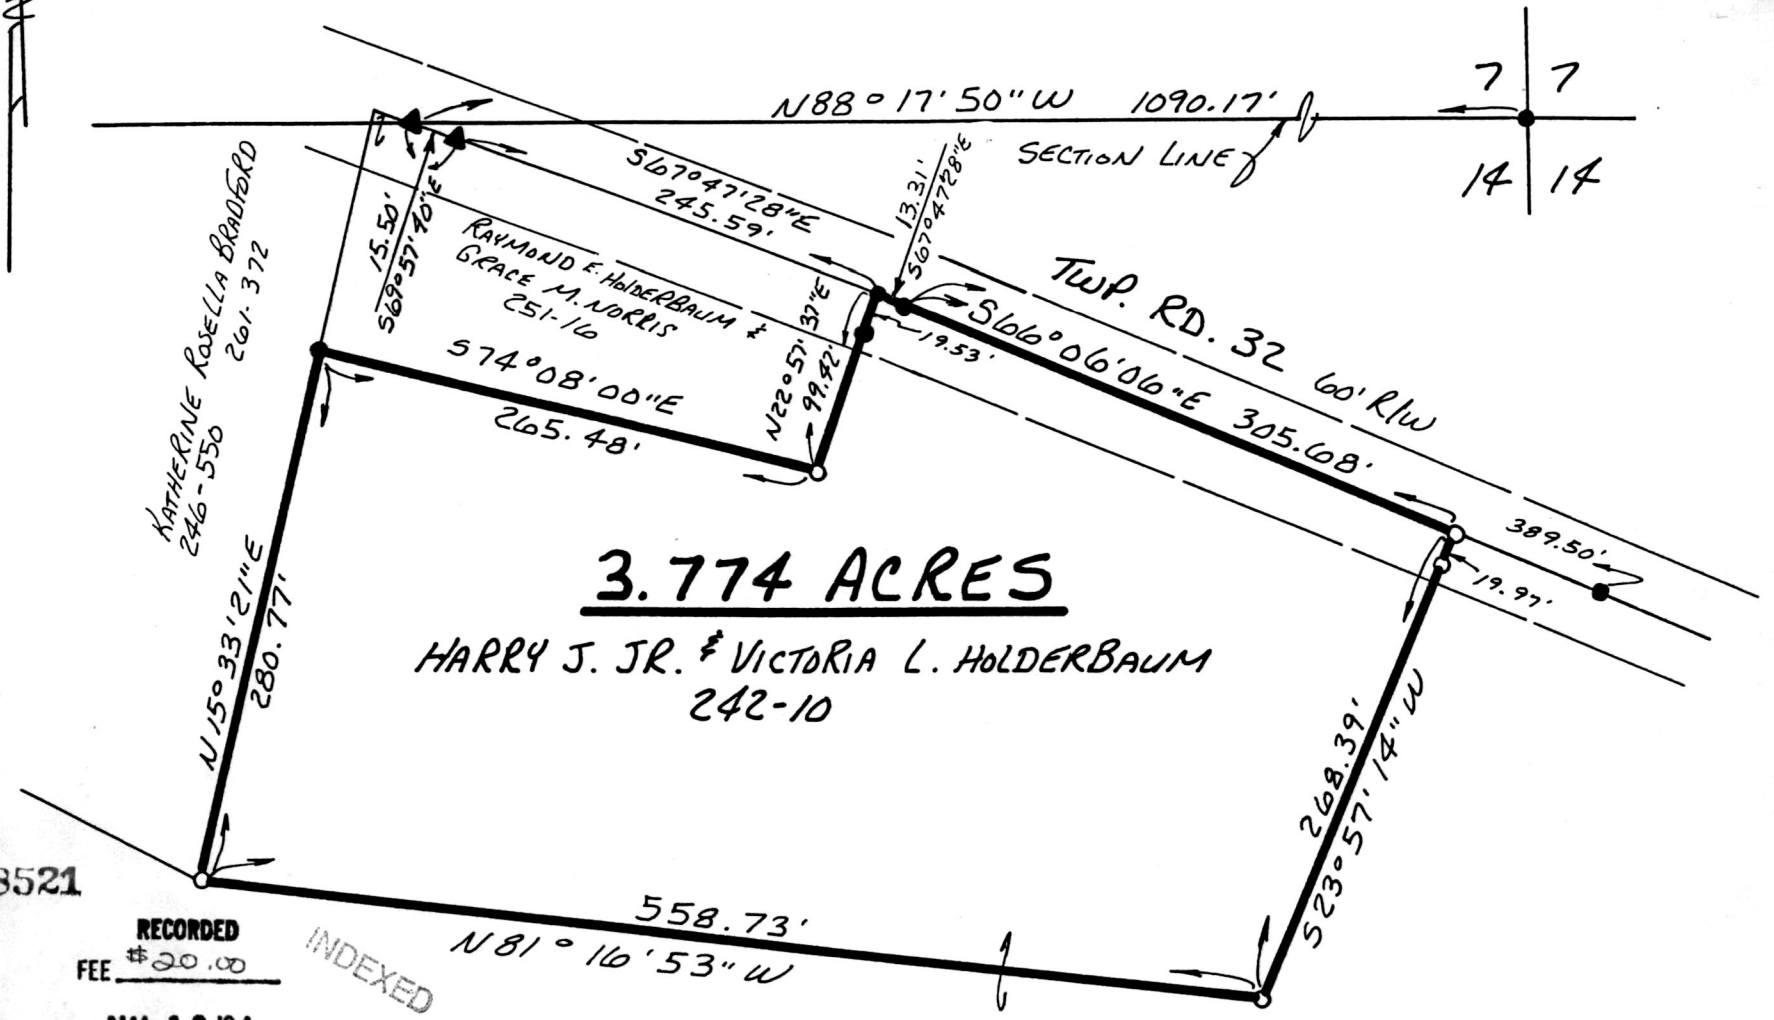 N88°17'50"W 1090.17'
7 7
SECTION LINE
14 14
S67°47'28"E
245.59'
13.31'
S67°47'28"E
15.50'
S69°57'40"E
KATHERINE ROSELLA BRADFORD
246-550 261-372
RAYMOND E. HOLDERBAUM &
GRACE M. NORRIS
251-16
TWP. RD. 32 60' R/W
N22°57'37"E
99.42'
19.53'
S66°06'06"E 305.68'
S74°08'00"E
265.48'
389.50'
19.97'
3.774 ACRES
HARRY J. JR. & VICTORIA L. HOLDERBAUM
242-10
N15°33'21"E
280.77'
268.39'
S23°57'14"W
558.73'
N81°16'53"W
8521
RECORDED
FEE $20.00
INDEXED